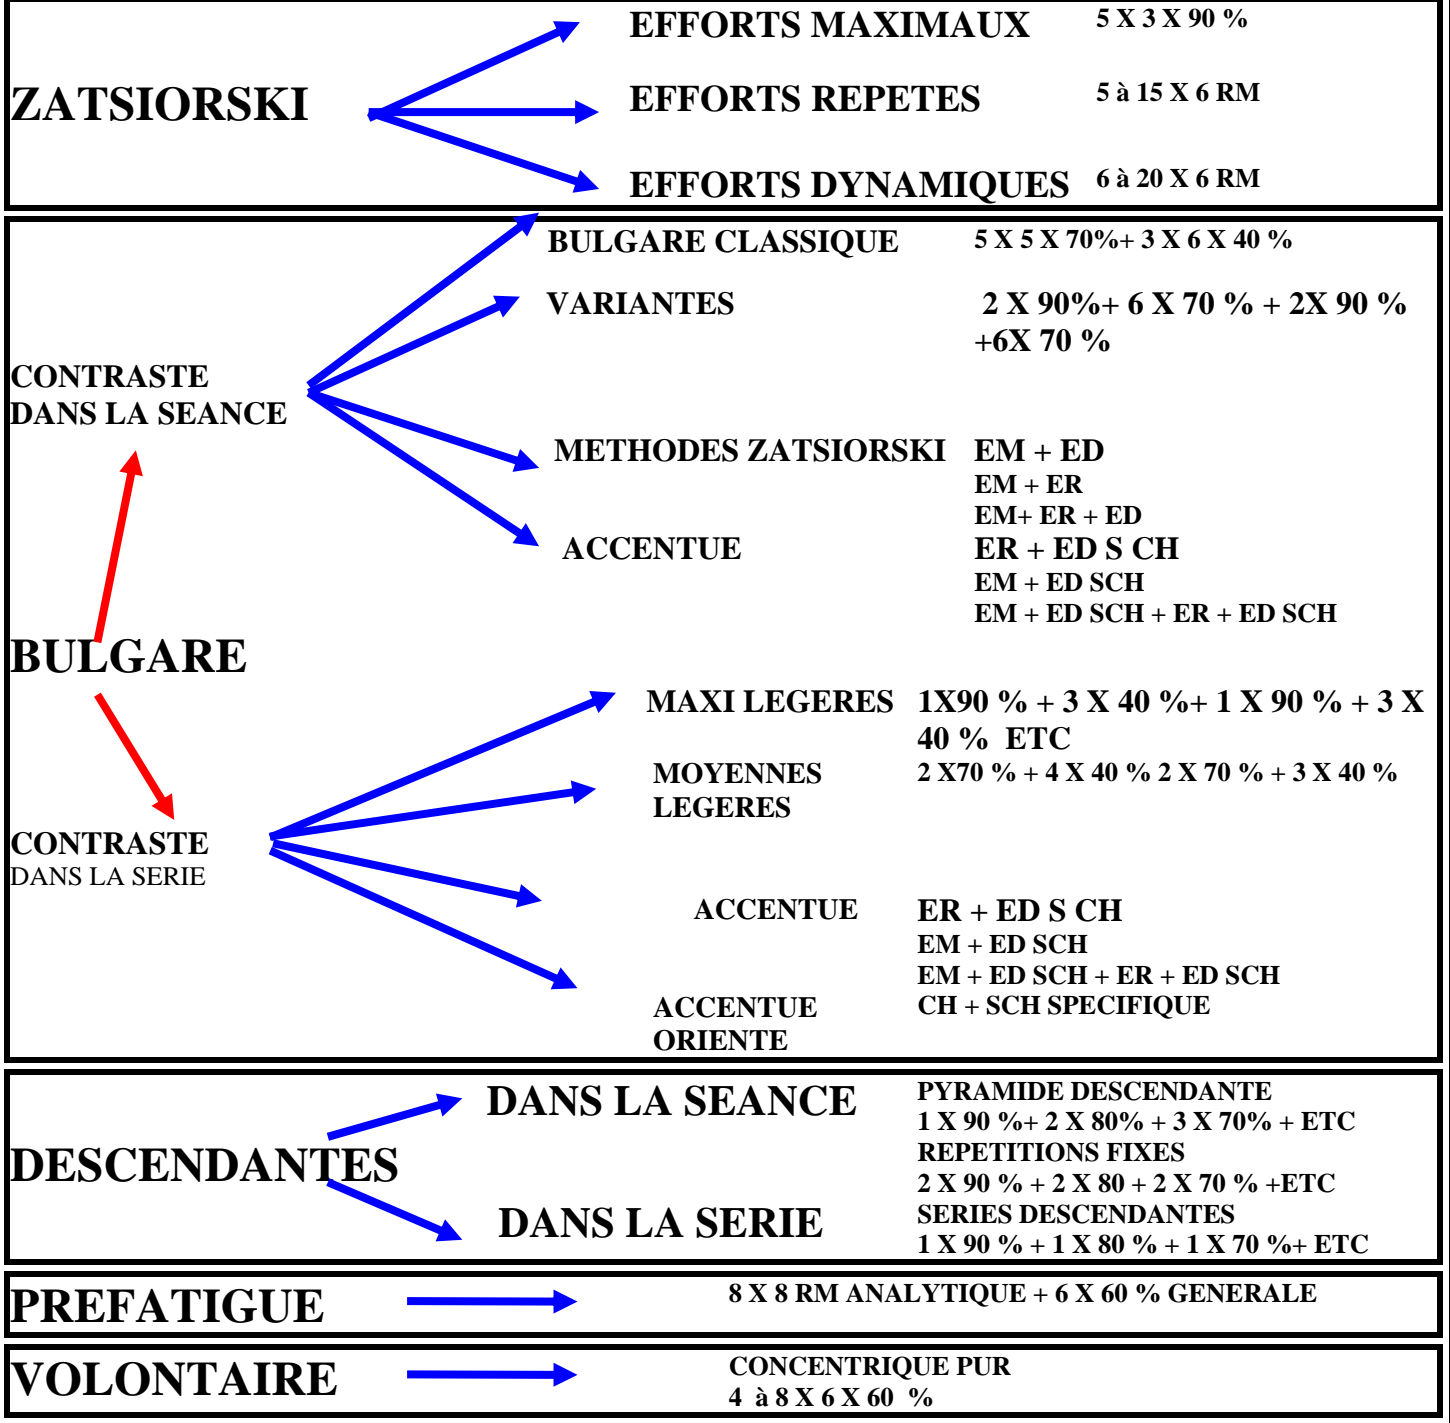 EFFORTS MAXIMAUX 5 X 3 X 90 %
ZATSIORSKI
EFFORTS REPETES 5 à 15 X 6 RM
EFFORTS DYNAMIQUES 6 à 20 X 6 RM
BULGARE CLASSIQUE 5 X 5 X 70%+ 3 X 6 X 40 %
VARIANTES 2 X 90%+ 6 X 70 % + 2X 90 %
+6X 70 %
CONTRASTE
DANS LA SEANCE
METHODES ZATSIORSKI EM + ED
EM + ER
EM+ ER + ED
ACCENTUE ER + ED S CH
EM + ED SCH
EM + ED SCH + ER + ED SCH
BULGARE
MAXI LEGERES 1X90 % + 3 X 40 %+ 1 X 90 % + 3 X
40 % ETC
MOYENNES 2 X70 % + 4 X 40 % 2 X 70 % + 3 X 40 %
LEGERES
CONTRASTE
DANS LA SERIE
ACCENTUE ER + ED S CH
EM + ED SCH
EM + ED SCH + ER + ED SCH
ACCENTUE CH + SCH SPECIFIQUE
ORIENTE
DANS LA SEANCE PYRAMIDE DESCENDANTE
1 X 90 %+ 2 X 80% + 3 X 70% + ETC
DESCENDANTES REPETITIONS FIXES
2 X 90 % + 2 X 80 + 2 X 70 % +ETC
DANS LA SERIE SERIES DESCENDANTES
1 X 90 % + 1 X 80 % + 1 X 70 %+ ETC
PREFATIGUE 8 X 8 RM ANALYTIQUE + 6 X 60 % GENERALE
VOLONTAIRE CONCENTRIQUE PUR
4 à 8 X 6 X 60 %